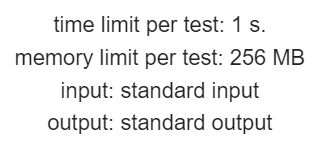 time limit per test: 1 s.
memory limit per test: 256 MB
input: standard input
output: standard output